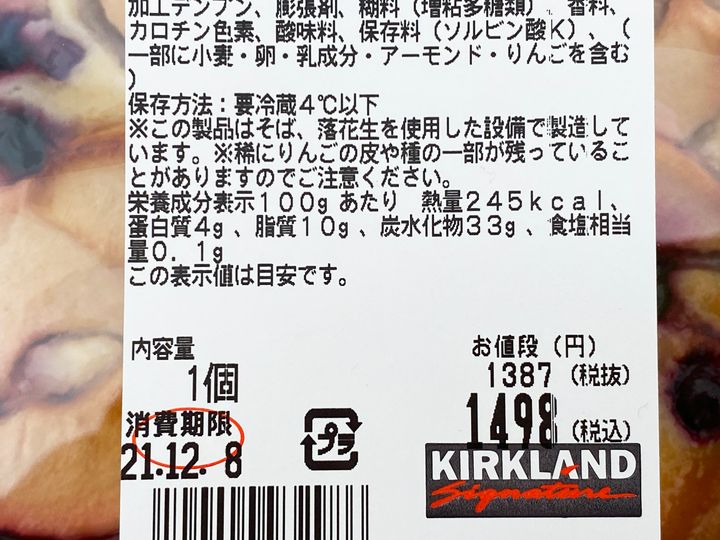 加工デンプン、膨張剤、糊料（増粘多糖類）、香料、
カロチン色素、酸味料、保存料（ソルビン酸K）、（
一部に小麦・卵・乳成分・アーモンド・りんごを含む
）
保存方法：要冷蔵4℃以下
※この製品はそば、落花生を使用した設備で製造して
います。※稀にりんごの皮や種の一部が残っているこ
とがありますのでご注意ください。
栄養成分表示100gあたり 熱量245kcal、
蛋白質4g、脂質10g、炭水化物33g、食塩相当
量0.1g
この表示値は目安です。
内容量
1個
お値段（円）
1387（税抜）
1498（税込）
消費期限
21.12.8
プラ
KIRKLAND
Signature